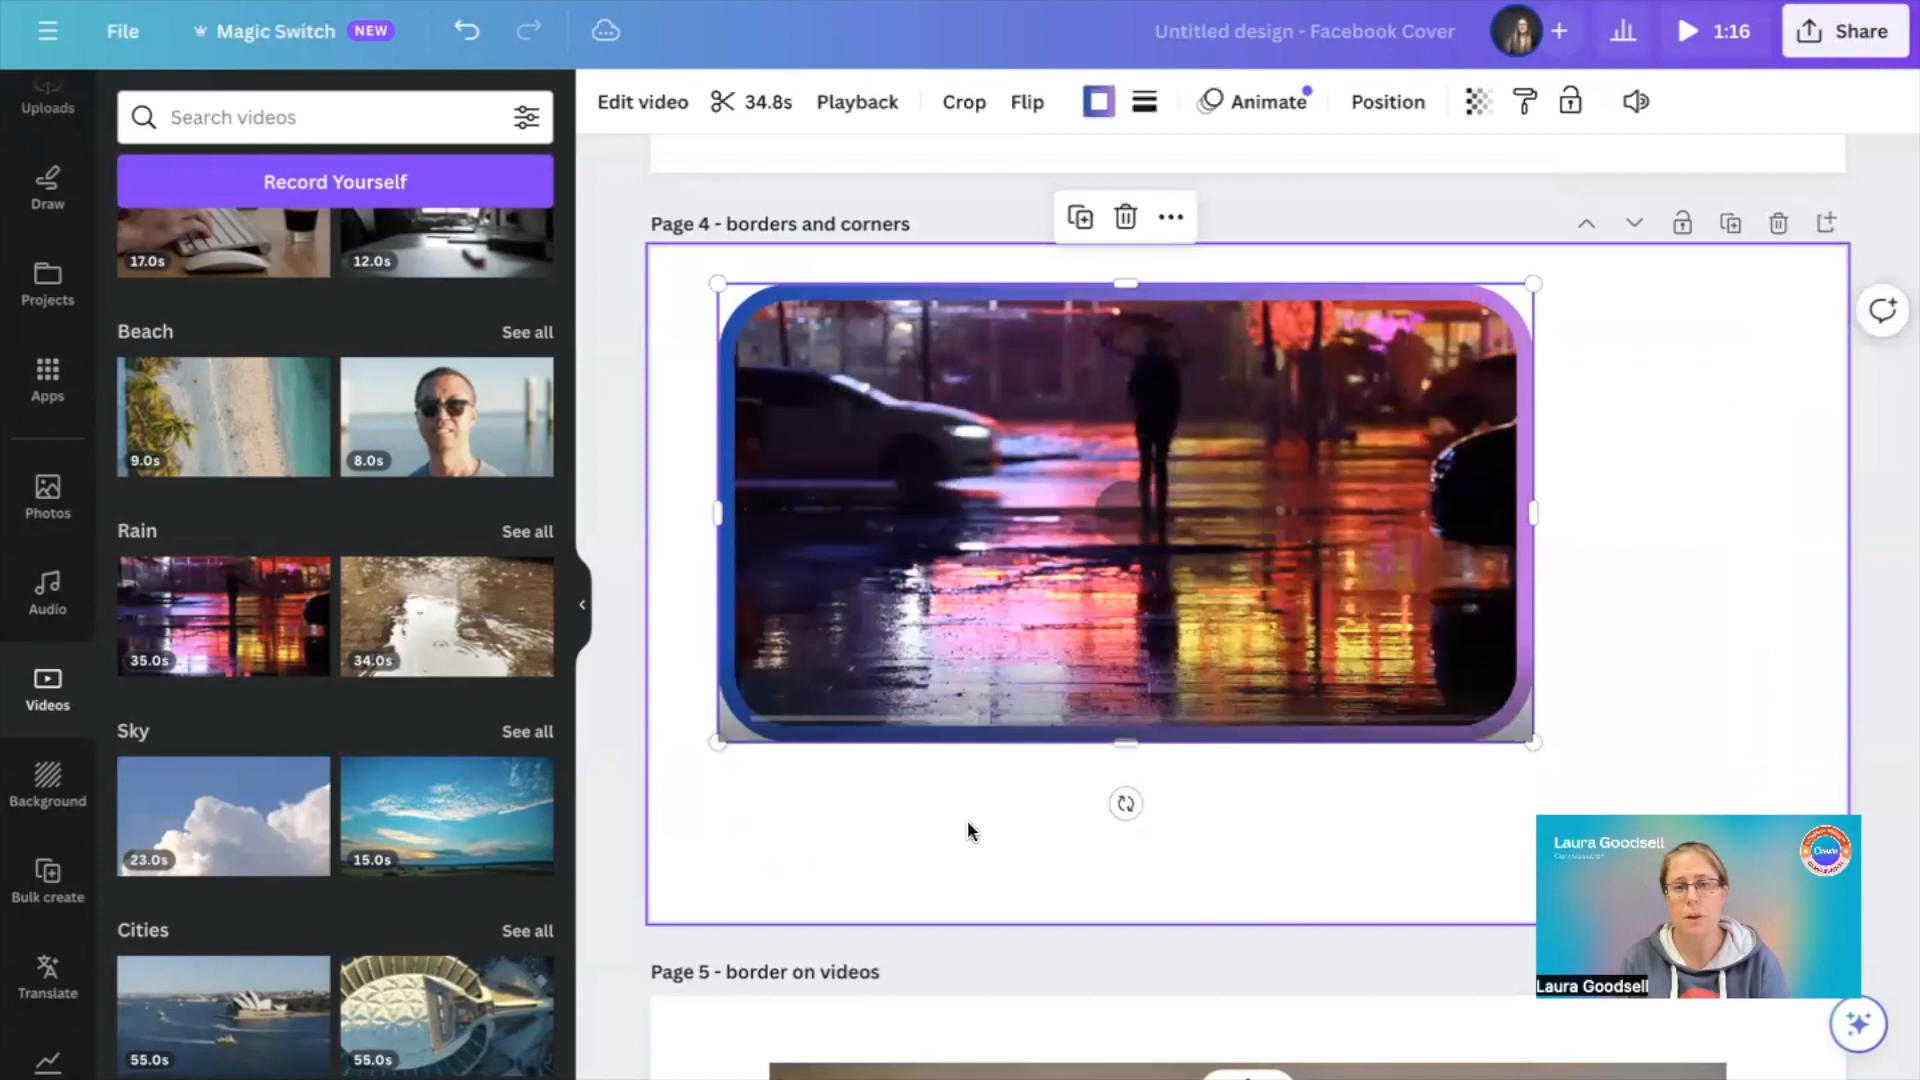 File
Magic Switch NEW
Untitled design - Facebook Cover
1:16
Share
Uploads
Draw
Projects
Apps
Photos
Audio
Videos
Background
Bulk create
Translate
Search videos
Record Yourself
17.0s
12.0s
Beach
See all
9.0s
8.0s
Rain
See all
35.0s
34.0s
Sky
See all
23.0s
15.0s
Cities
See all
55.0s
55.0s
Edit video
34.8s
Playback
Crop
Flip
Animate
Position
Page 4 - borders and corners
Page 5 - border on videos
Laura Goodsell
Canva
Laura Goodsell